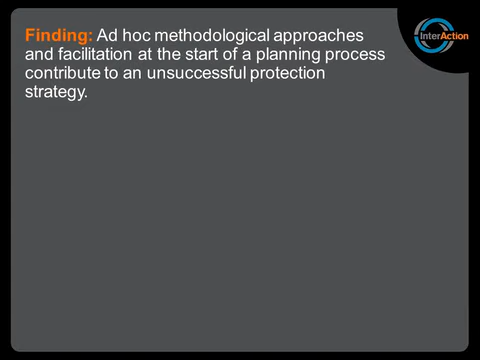 Finding: Ad hoc methodological approaches
and facilitation at the start of a planning process
contribute to an unsuccessful protection
strategy.
InterAction